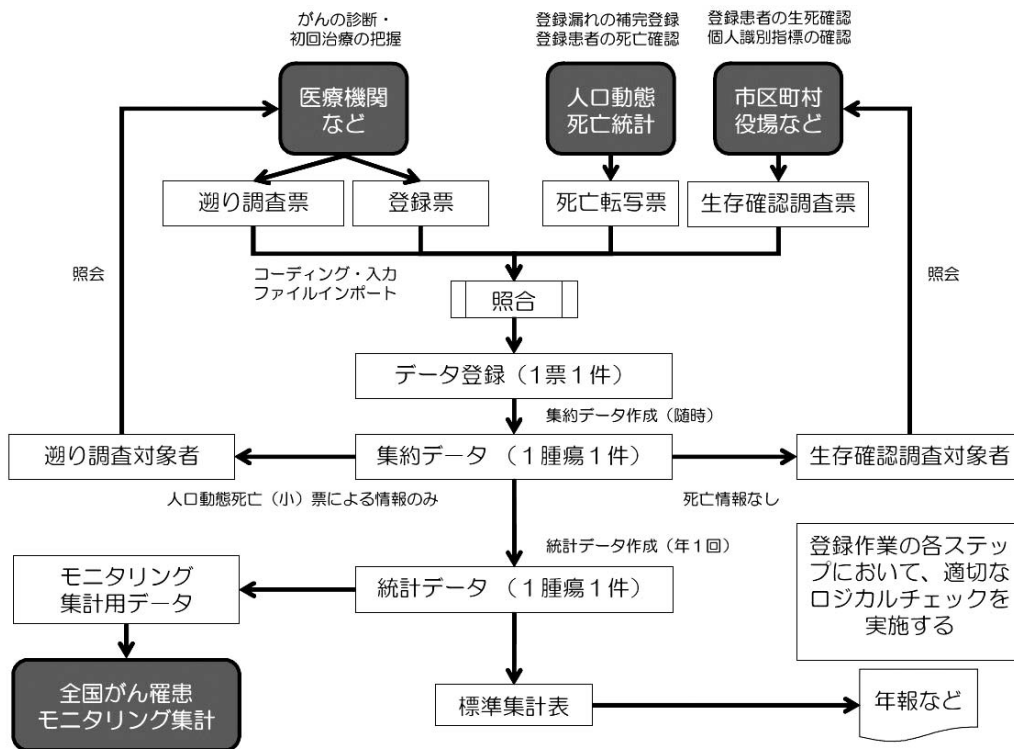 がんの診断・
初回治療の把握
登録漏れの補完登録
登録患者の死亡確認
登録患者の生死確認
個人識別指標の確認
医療機関
など
人口動態
死亡統計
市区町村
役場など
遡り調査票
登録票
死亡転写票
生存確認調査票
照会
コーディング・入力
ファイルインポート
照会
照合
データ登録（1票1件）
集約データ作成（随時）
遡り調査対象者
集約データ（1腫瘍1件）
生存確認調査対象者
人口動態死亡（小）票による情報のみ
死亡情報なし
統計データ作成（年1回）
モニタリング
集計用データ
統計データ（1腫瘍1件）
登録作業の各ステッ
プにおいて、適切な
ロジカルチェックを
実施する
全国がん罹患
モニタリング集計
標準集計表
年報など